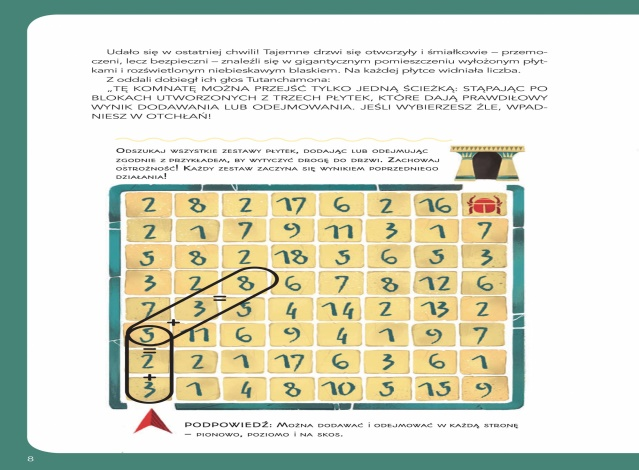 Udało się w ostatniej chwili! Tajemne drzwi się otworzyły i śmiałkowie – przemo-
czeni, lecz bezpieczni – znaleźli się w gigantycznym pomieszczeniu wyłożonym płyt-
kami i rozświetlonym niebieskawym blaskiem. Na każdej płytce widniała liczba.
Z oddali dobiegł ich głos Tutanchamona:
„TĘ KOMNATĘ MOŻNA PRZEJŚĆ TYLKO JEDNĄ ŚCIEŻKĄ: STĄPAJĄC PO
BLOKACH UTWORZONYCH Z TRZECH PŁYTEK, KTÓRE DAJĄ PRAWDIŁOWY
WYNIK DODAWANIA LUB ODEJMOWANIA. JEŚLI WYBIERZESZ ŹLE, WPAD-
NIESZ W OTCHŁAŃ!
Odszukaj wszystkie zestawy płytek, dodając lub odejmując
zgodnie z przykładem, by wytyczyć drogę do drzwi. Zachowaj
ostrożność! Każdy zestaw zaczyna się wynikiem poprzedniego
działania!
2 8 2 17 6 2 16
2 1 7 9 11 3 1 7
5 8 2 18 5 6 5 3
3 2 8 6 7 8 12 6
=
7 3 5 4 14 2 13 2
+
5 11 6 9 4 1 9 7
=
2 2 1 17 6 3 6 1
+
3 1 4 8 10 5 15 9
PODPOWIEDŹ: Można dodawać i odejmować w każdą stronę
– pionowo, poziomo i na skos.
8